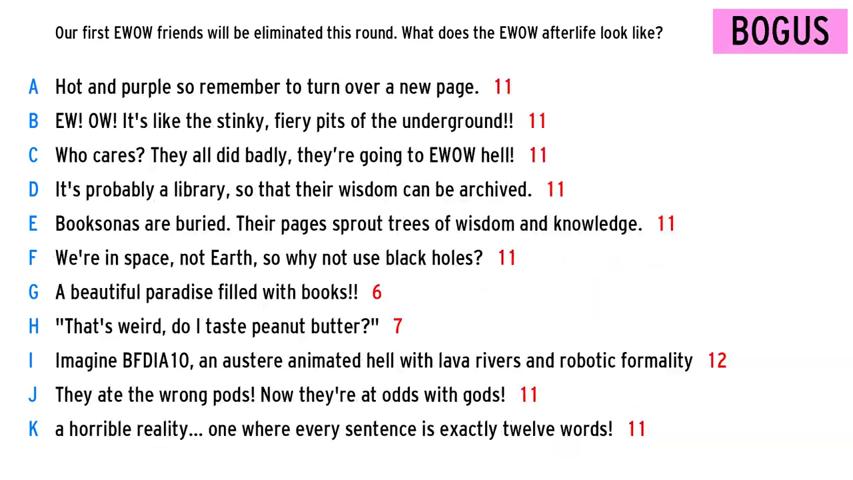 Our first EWOW friends will be eliminated this round. What does the EWOW afterlife look like?
BOGUS
A Hot and purple so remember to turn over a new page. 11
B EW! OW! It's like the stinky, fiery pits of the underground!! 11
C Who cares? They all did badly, they’re going to EWOW hell! 11
D It's probably a library, so that their wisdom can be archived. 11
E Booksonas are buried. Their pages sprout trees of wisdom and knowledge. 11
F We're in space, not Earth, so why not use black holes? 11
G A beautiful paradise filled with books!! 6
H "That's weird, do I taste peanut butter?" 7
I Imagine BFDIA10, an austere animated hell with lava rivers and robotic formality 12
J They ate the wrong pods! Now they're at odds with gods! 11
K a horrible reality... one where every sentence is exactly twelve words! 11